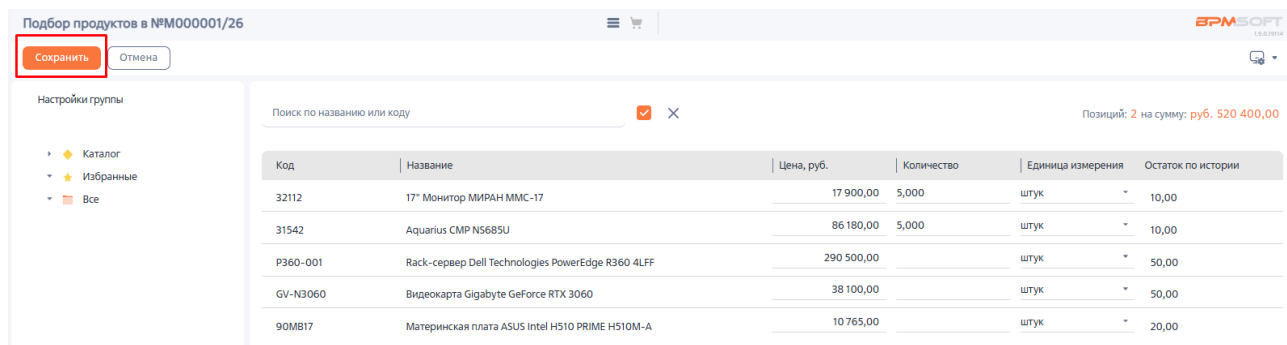 Подбор продуктов в №М000001/26
BPMSOFT
1.6.0.19114
Сохранить Отмена
Настройки группы
Поиск по названию или коду Позиций: 2 на сумму: руб. 520 400,00
Каталог
Избранные
Все
Код Название Цена, руб. Количество Единица измерения Остаток по истории
32112 17" Монитор МИРАН ММС-17 17 900,00 5,000 штук 10,00
31542 Aquarius CMP NS685U 86 180,00 5,000 штук 10,00
P360-001 Rack-сервер Dell Technologies PowerEdge R360 4LFF 290 500,00 штук 50,00
GV-N3060 Видеокарта Gigabyte GeForce RTX 3060 38 100,00 штук 50,00
90MB17 Материнская плата ASUS Intel H510 PRIME H510M-A 10 765,00 штук 20,00